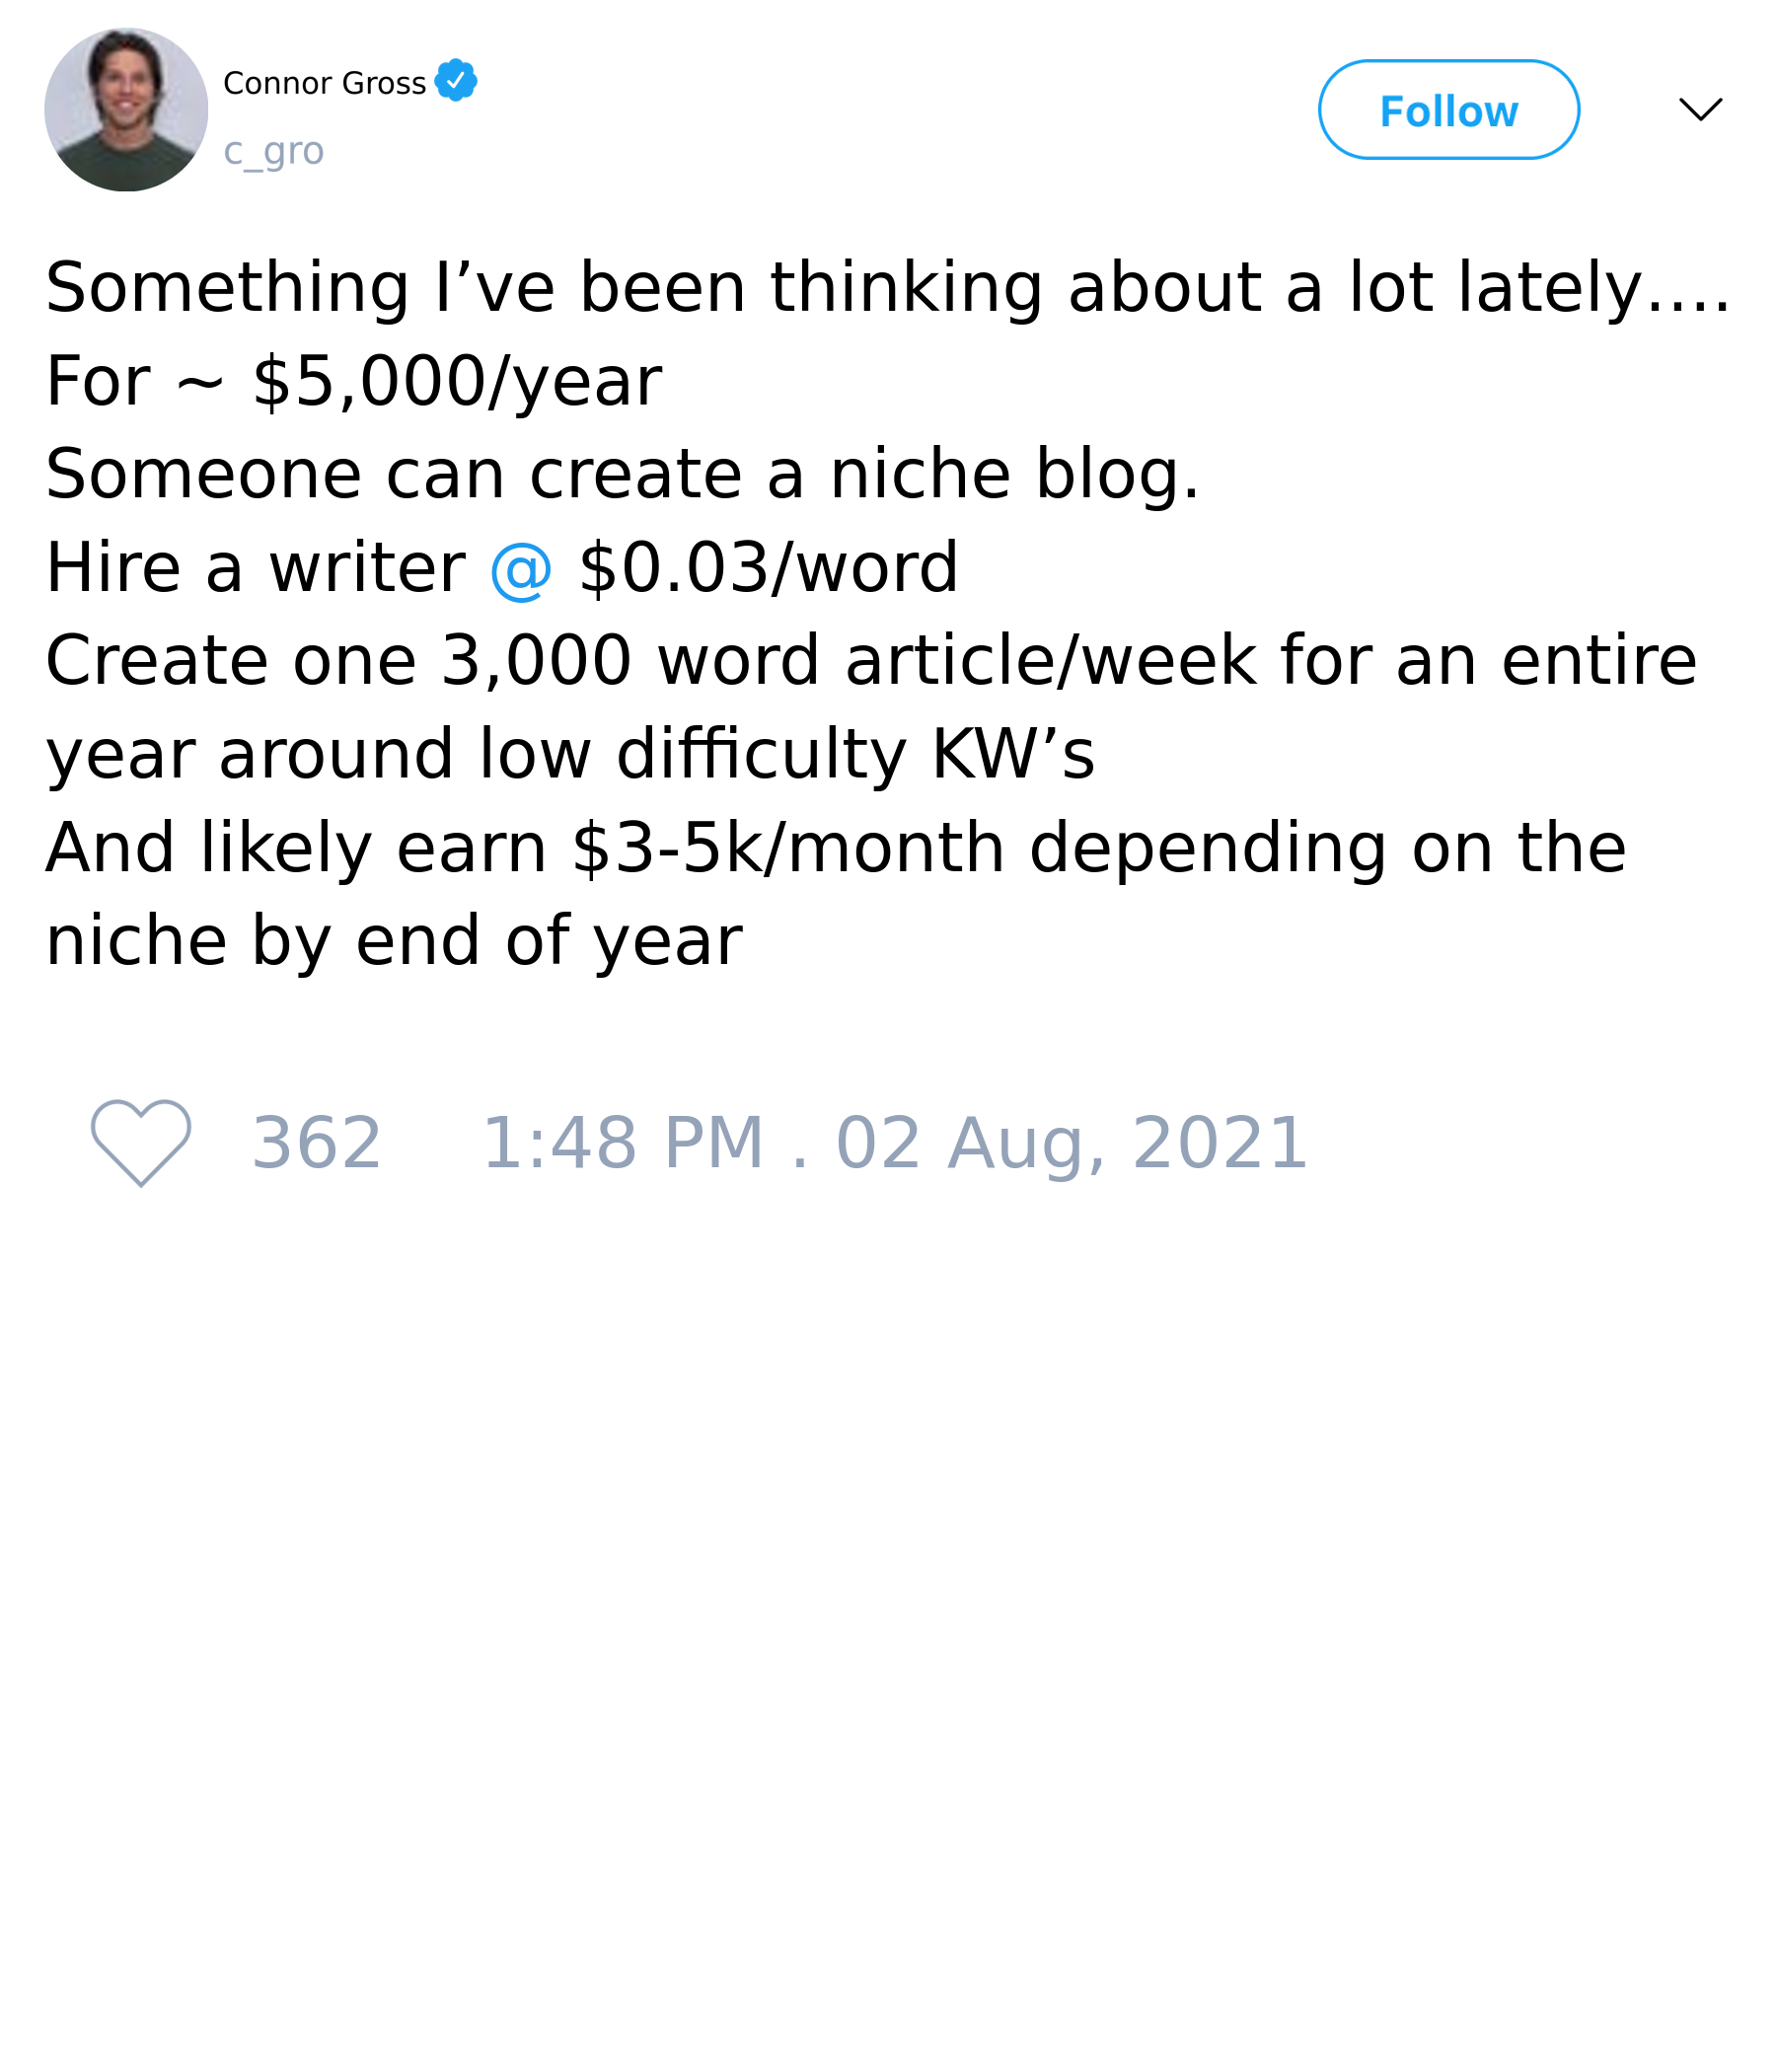 Connor Gross
c_gro
Follow
Something I’ve been thinking about a lot lately....
For ~ $5,000/year
Someone can create a niche blog.
Hire a writer @ $0.03/word
Create one 3,000 word article/week for an entire
year around low difficulty KW’s
And likely earn $3-5k/month depending on the
niche by end of year
362 1:48 PM . 02 Aug, 2021